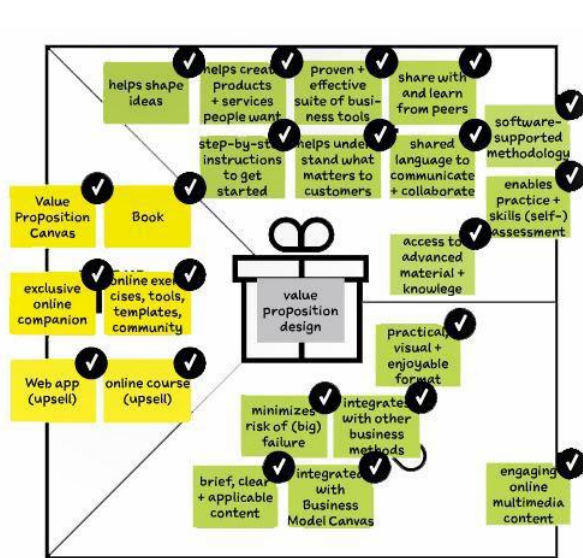 helps shape
ideas
helps create
products
+ services
people want
proven +
effective
suite of busi-
ness tools
share with
and learn
from peers
software-
supported
methodology
step-by-step
instructions
to get
started
helps under
stand what
matters to
customers
shared
language to
communicate
+ collaborate
enables
practice +
skills (self-)
assessment
Value
Proposition
Canvas
Book
access to
advanced
material +
knowlege
exclusive
online
companion
online exer-
cises, tools,
templates,
community
value
proposition
design
practical,
visual +
enjoyable
format
Web app
(upsell)
online course
(upsell)
minimizes
risk of (big)
failure
integrates
with other
business
methods
brief, clear
+ applicable
content
integrated
with
Business
Model Canvas
engaging
online
multimedia
content